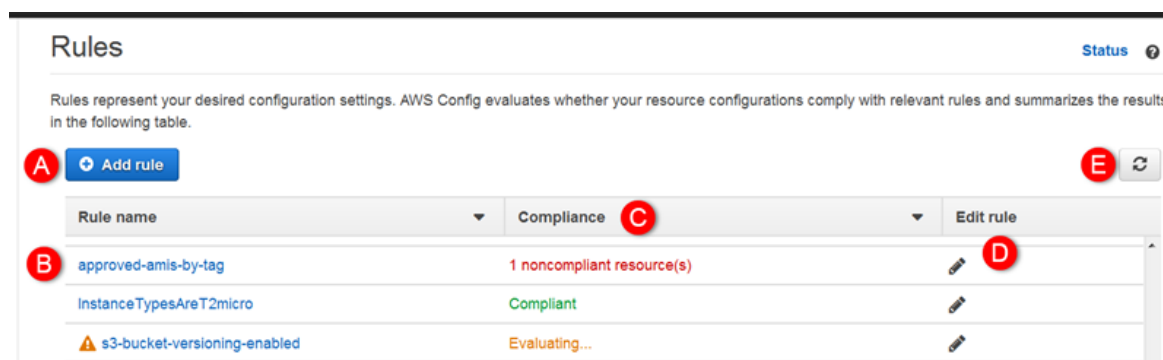 Rules
Status
Rules represent your desired configuration settings. AWS Config evaluates whether your resource configurations comply with relevant rules and summarizes the results
in the following table.
A Add rule E
Rule name Compliance C Edit rule
B approved-amis-by-tag 1 noncompliant resource(s) D
InstanceTypesAreT2micro Compliant
s3-bucket-versioning-enabled Evaluating...